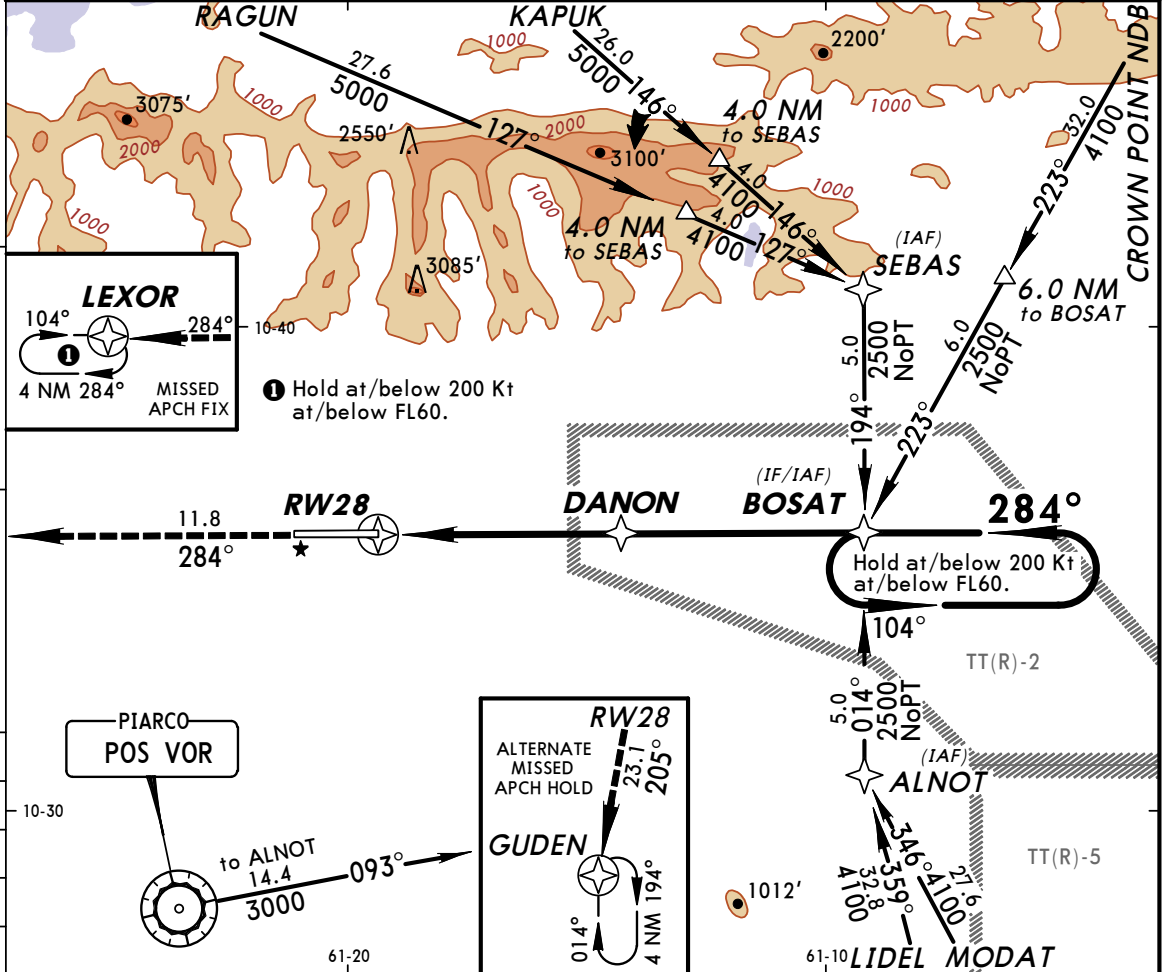 RAGUN
KAPUK
CROWN POINT NDB
1000
2200'
1000
27.6
5000
26.0
5000
146°
4.0 NM
to SEBAS
32.0
4100
3075'
1000
2000
2550'
127°
2000
3100'
4.0
4100
146°
1000
223°
1000
1000
4.0 NM
to SEBAS
4.0
4100
127°
(IAF)
SEBAS
3085'
6.0 NM
to BOSAT
LEXOR
104°
284°
1
4 NM 284°
MISSED
APCH FIX
10-40
1 Hold at/below 200 Kt
at/below FL60.
5.0
2500
NoPT
194°
6.0
2500
NoPT
223°
(IF/IAF)
RW28
DANON
BOSAT
284°
11.8
284°
Hold at/below 200 Kt
at/below FL60.
104°
TT(R)-2
5.0
014°
2500
NoPT
PIARCO
POS VOR
RW28
ALTERNATE
MISSED
APCH HOLD
23.1
205°
(IAF)
ALNOT
10-30
to ALNOT
14.4
093°
3000
GUDEN
014°
4 NM 194°
346°
4100
27.6
359°
32.8
4100
TT(R)-5
1012'
61-20
61-10
LIDEL
MODAT